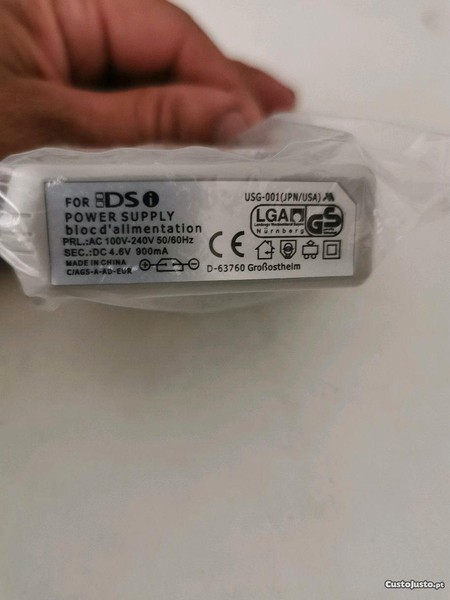 FOR DSi
POWER SUPPLY
bloc d'alimentation
PRL.:AC 100V-240V 50/60Hz
SEC.:DC 4.6V 900mA
MADE IN CHINA
C/AGS-A-AD-EUR
USG-001(JPN/USA)
LGA
Nürnberg
GS
CE
D-63760 Großostheim
CustoJusto.pt